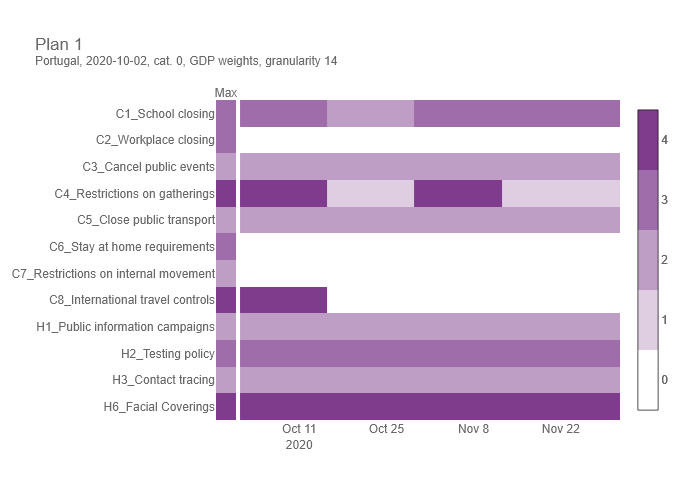 Plan 1
Portugal, 2020-10-02, cat. 0, GDP weights, granularity 14
Max
C1_School closing
C2_Workplace closing
C3_Cancel public events
C4_Restrictions on gatherings
C5_Close public transport
C6_Stay at home requirements
C7_Restrictions on internal movement
C8_International travel controls
H1_Public information campaigns
H2_Testing policy
H3_Contact tracing
H6_Facial Coverings
Oct 11 Oct 25 Nov 8 Nov 22
2020
4
3
2
1
0